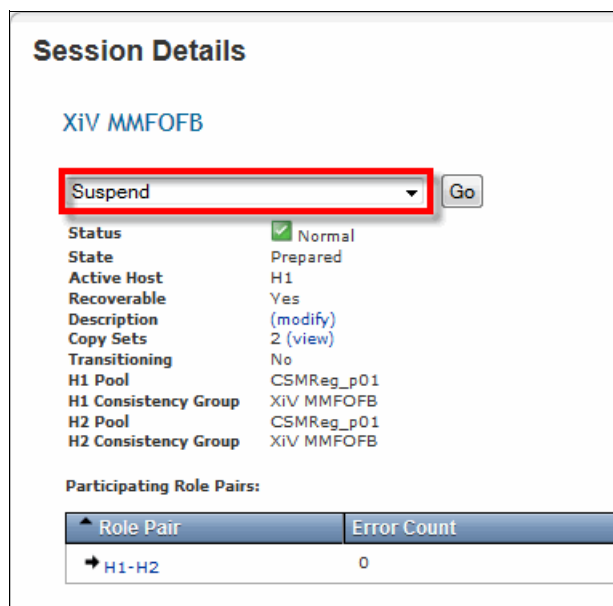 Session Details
XiV MMFOFB
Suspend Go
Status Normal
State Prepared
Active Host H1
Recoverable Yes
Description (modify)
Copy Sets 2 (view)
Transitioning No
H1 Pool CSMReg_p01
H1 Consistency Group XiV MMFOFB
H2 Pool CSMReg_p01
H2 Consistency Group XiV MMFOFB
Participating Role Pairs:
Role Pair Error Count
H1-H2 0